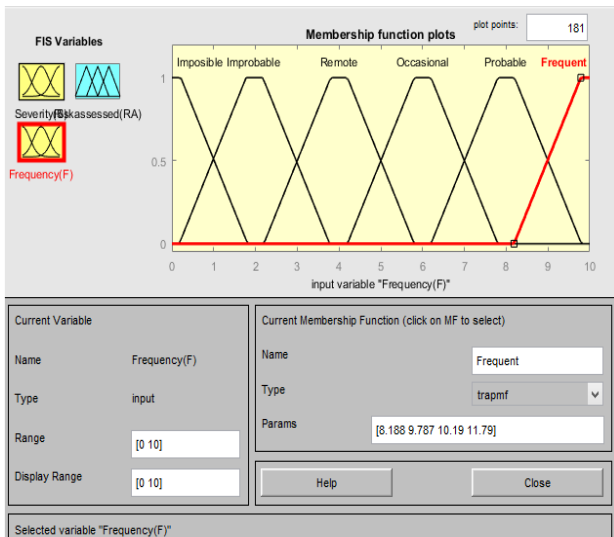 FIS Variables
Membership function plots
plot points: 181
Imposible Improbable Remote Occasional Probable Frequent
Riskassessed(RA)
Frequency(F)
1
0.5
0
0 1 2 3 4 5 6 7 8 9 10
input variable "Frequency(F)"
Current Variable
Name Frequency(F)
Type input
Range [0 10]
Display Range [0 10]
Current Membership Function (click on MF to select)
Name Frequent
Type trapmf
Params [8.188 9.787 10.19 11.79]
Help Close
Selected variable "Frequency(F)"